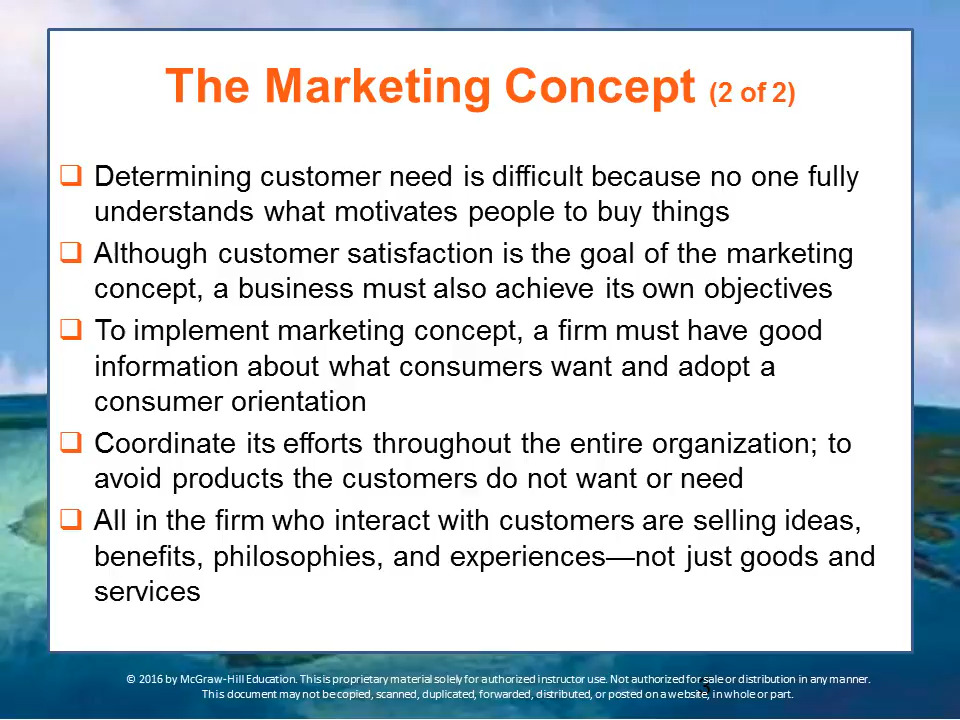 The Marketing Concept (2 of 2)
❑ Determining customer need is difficult because no one fully
understands what motivates people to buy things
❑ Although customer satisfaction is the goal of the marketing
concept, a business must also achieve its own objectives
❑ To implement marketing concept, a firm must have good
information about what consumers want and adopt a
consumer orientation
❑ Coordinate its efforts throughout the entire organization; to
avoid products the customers do not want or need
❑ All in the firm who interact with customers are selling ideas,
benefits, philosophies, and experiences—not just goods and
services
© 2016 by McGraw-Hill Education. This is proprietary material solely for authorized instructor use. Not authorized for sale or distribution in any manner.
This document may not be copied, scanned, duplicated, forwarded, distributed, or posted on a website, in whole or part.